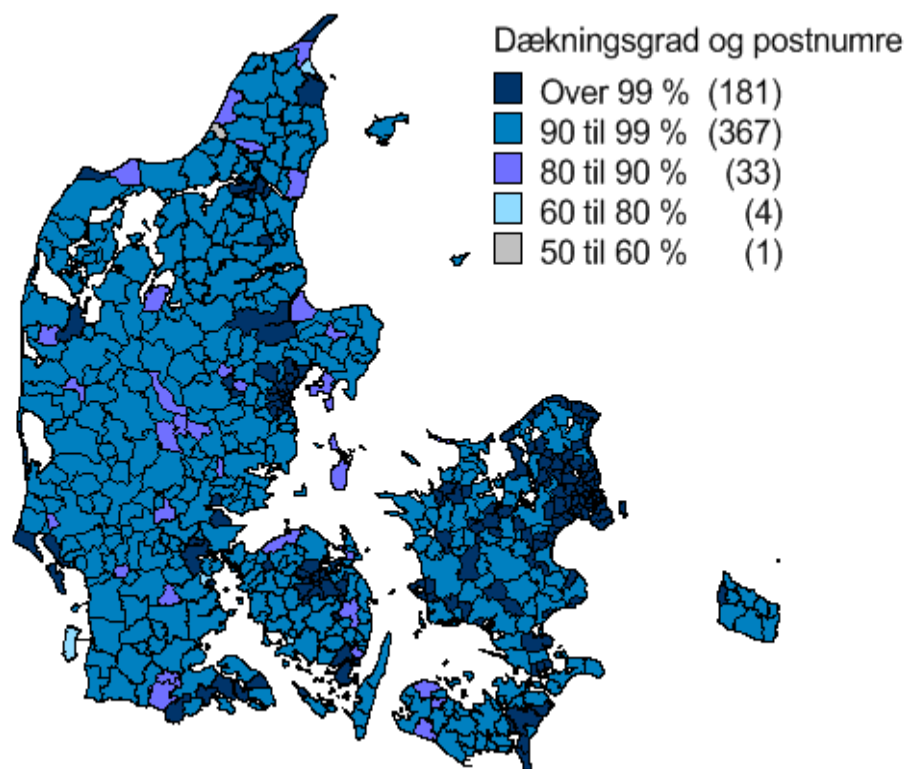 Dækningsgrad og postnumre
Over 99 % (181)
90 til 99 % (367)
80 til 90 % (33)
60 til 80 % (4)
50 til 60 % (1)